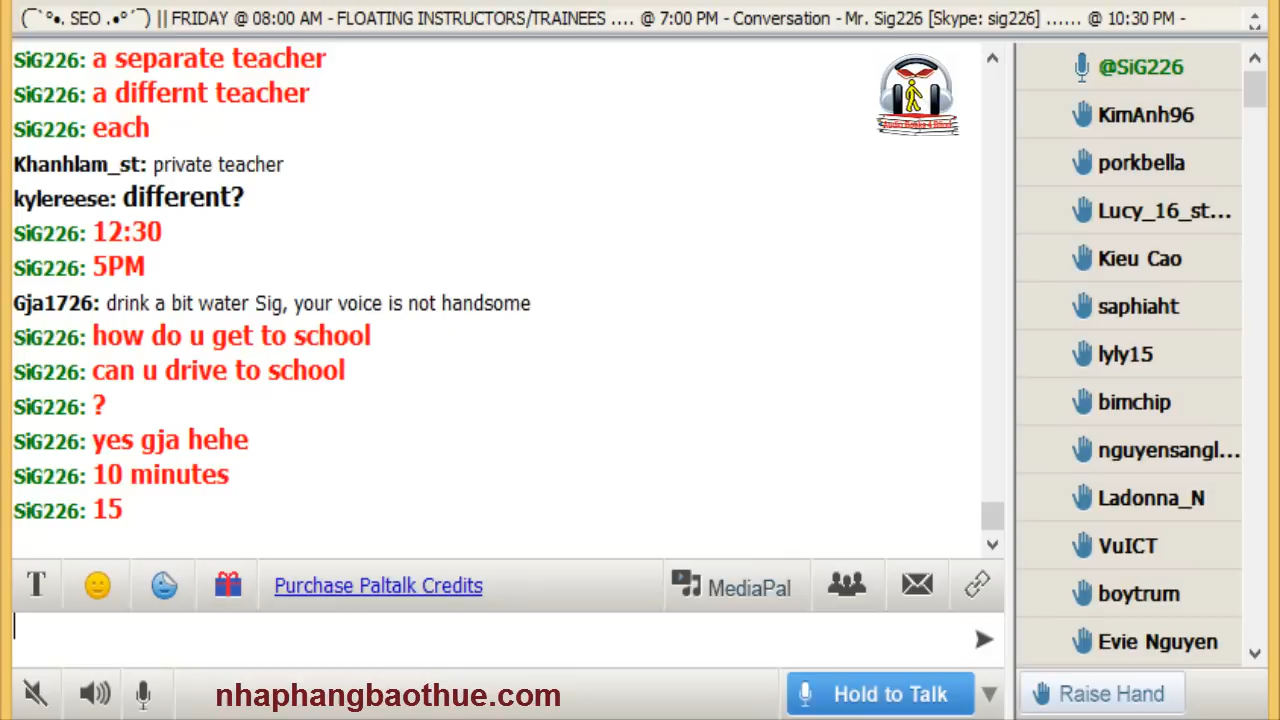 (¯`°•. SEO .•°´¯) || FRIDAY @ 08:00 AM - FLOATING INSTRUCTORS/TRAINEES .... @ 7:00 PM - Conversation - Mr. Sig226 [Skype: sig226] ...... @ 10:30 PM -
SiG226: a separate teacher
SiG226: a differnt teacher
SiG226: each
Khanhlam_st: private teacher
kylereese: different?
SiG226: 12:30
SiG226: 5PM
Gja1726: drink a bit water Sig, your voice is not handsome
SiG226: how do u get to school
SiG226: can u drive to school
SiG226: ?
SiG226: yes gja hehe
SiG226: 10 minutes
SiG226: 15
@SiG226
KimAnh96
porkbella
Lucy_16_st...
Kieu Cao
saphiaht
lyly15
bimchip
nguyensangl...
Ladonna_N
VuICT
boytrum
Evie Nguyen
T
Purchase Paltalk Credits
MediaPal
nhaphangbaothue.com
Hold to Talk
Raise Hand